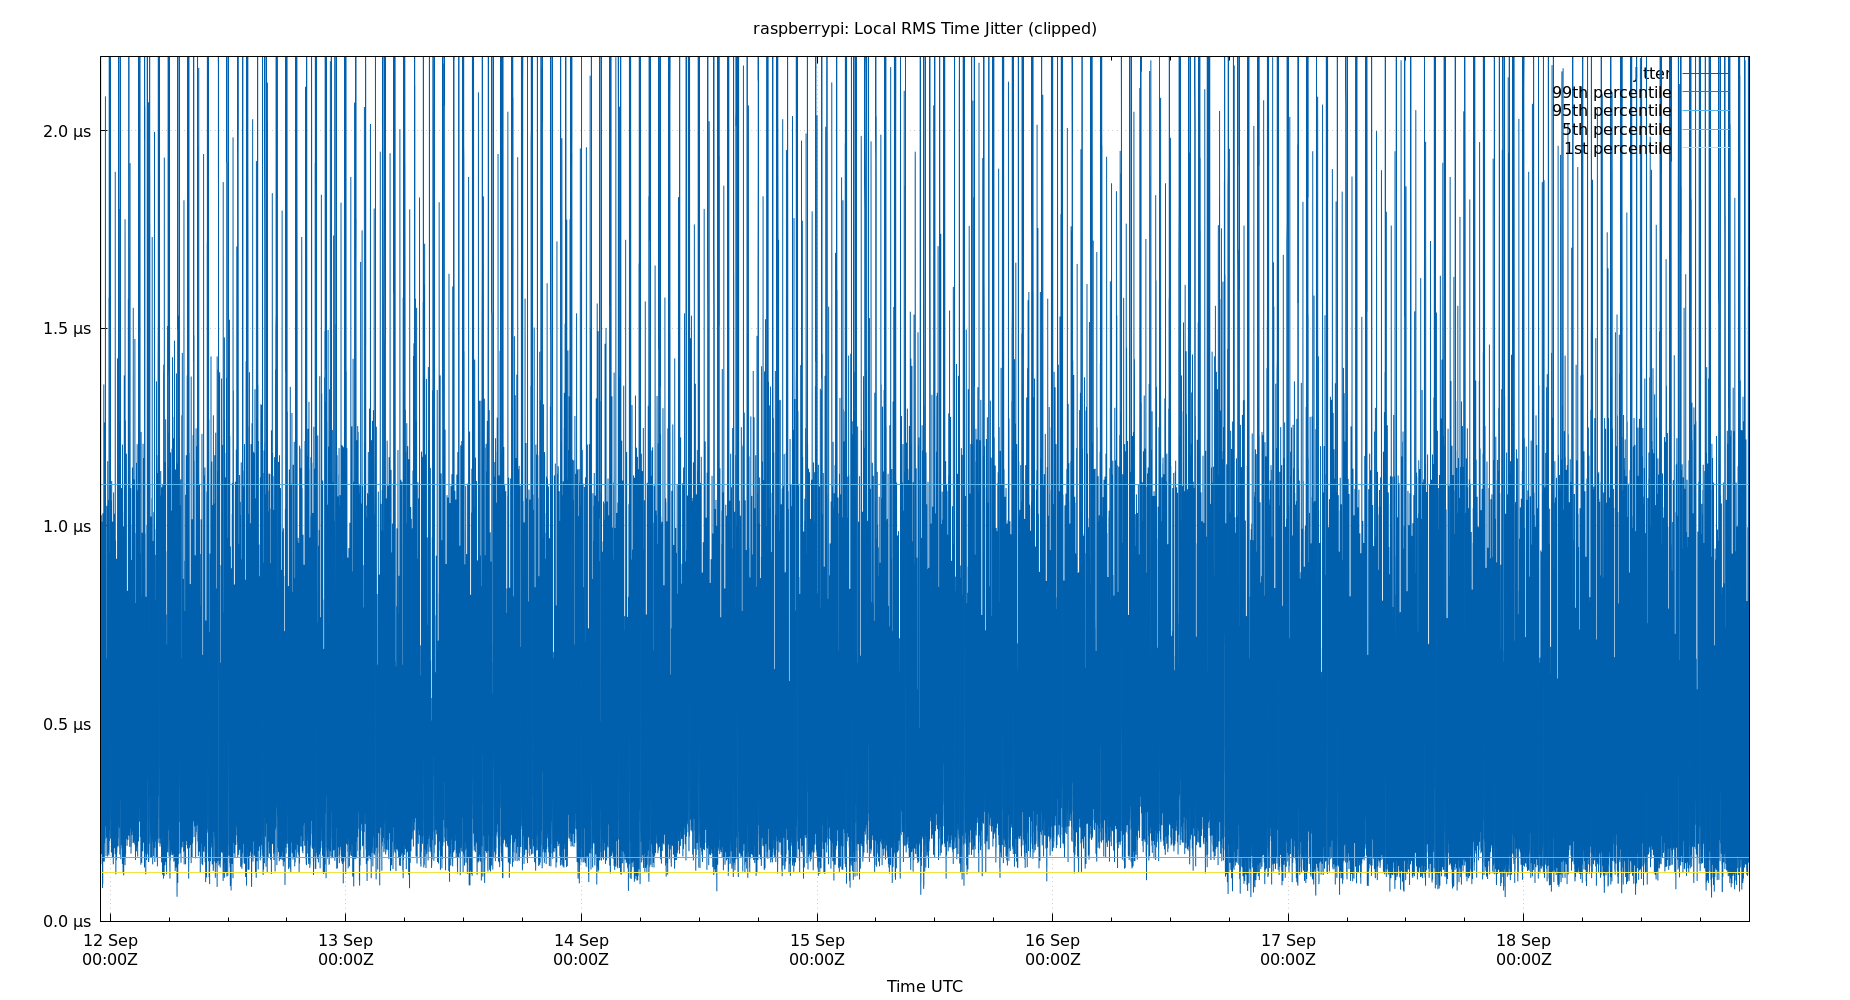 raspberrypi: Local RMS Time Jitter (clipped)
jitter
99th percentile
95th percentile
5th percentile
1st percentile
2.0 µs
1.5 µs
1.0 µs
0.5 µs
0.0 µs
12 Sep 13 Sep 14 Sep 15 Sep 16 Sep 17 Sep 18 Sep
00:00Z 00:00Z 00:00Z 00:00Z 00:00Z 00:00Z 00:00Z
Time UTC